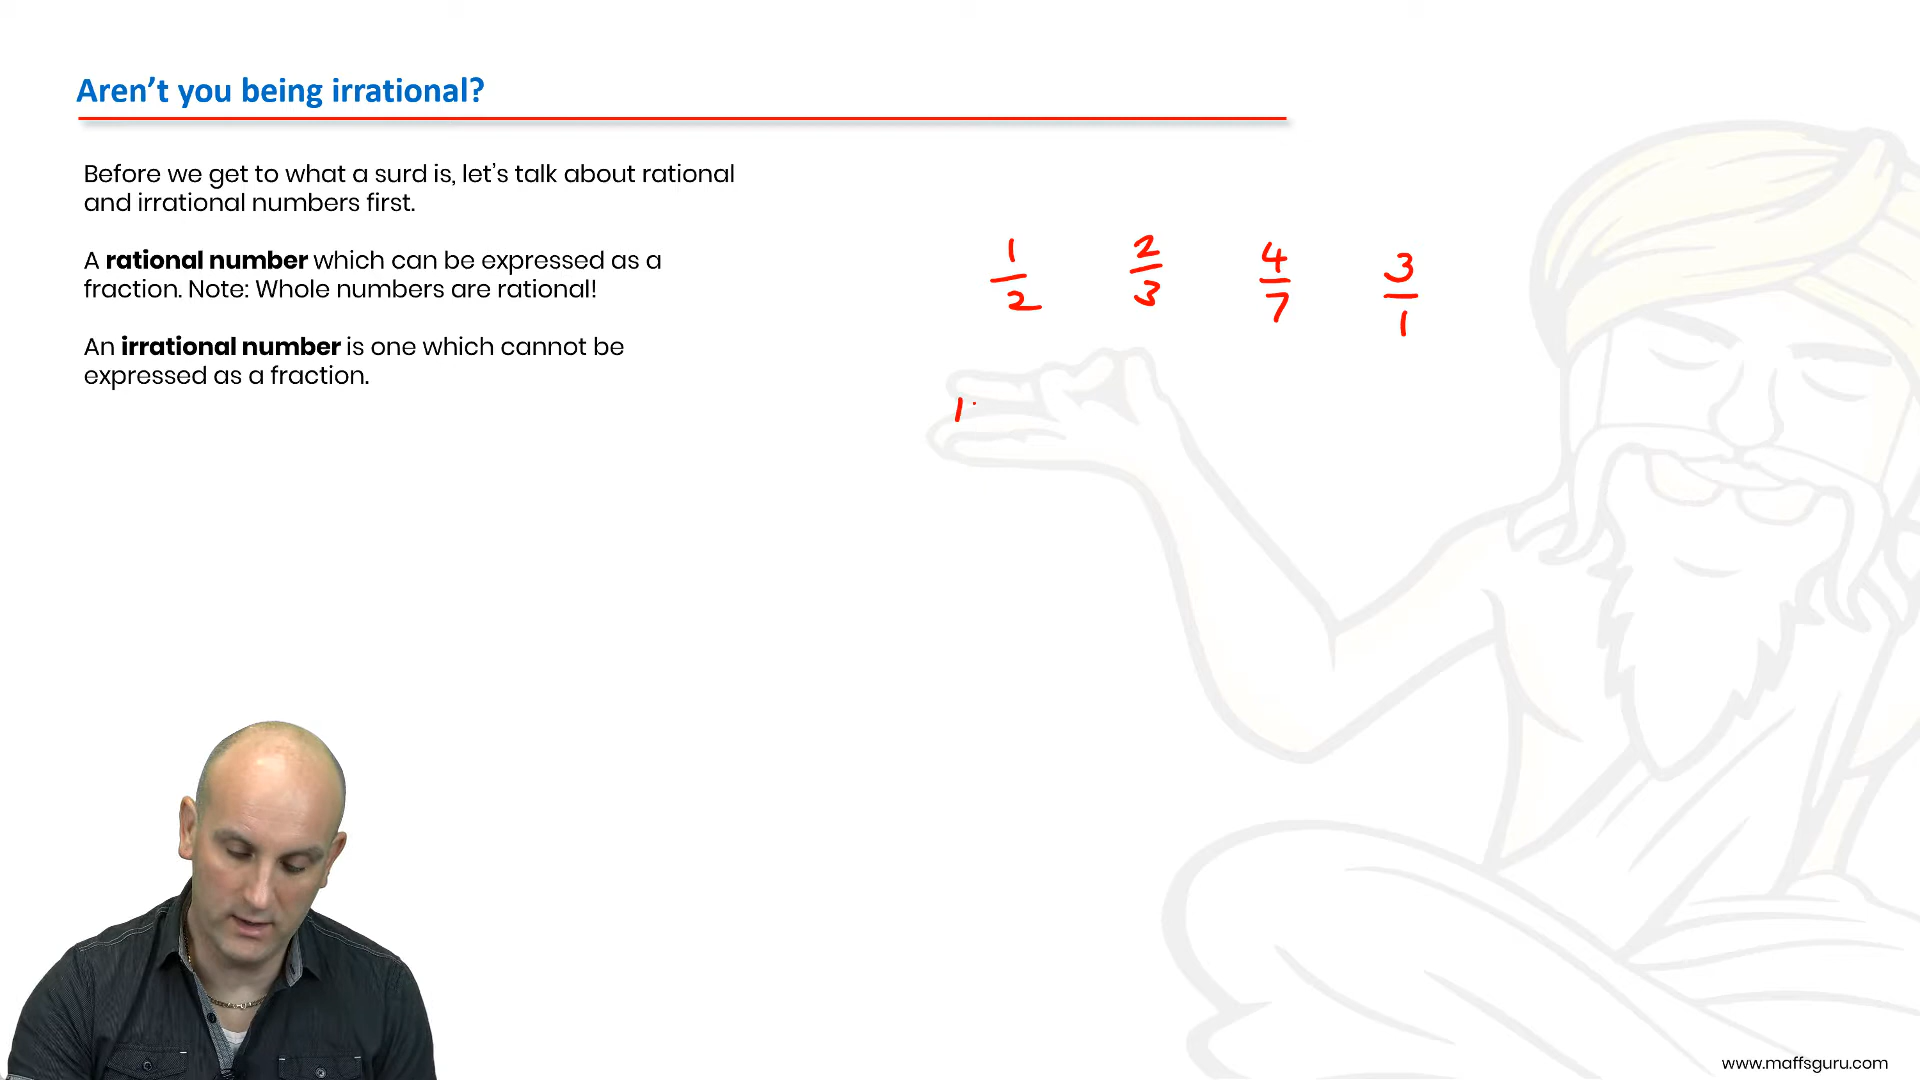 Aren’t you being irrational?
Before we get to what a surd is, let’s talk about rational
and irrational numbers first.
A rational number which can be expressed as a
fraction. Note: Whole numbers are rational!
An irrational number is one which cannot be
expressed as a fraction.
1/2 2/3 4/7 3/1
1·
www.maffsguru.com